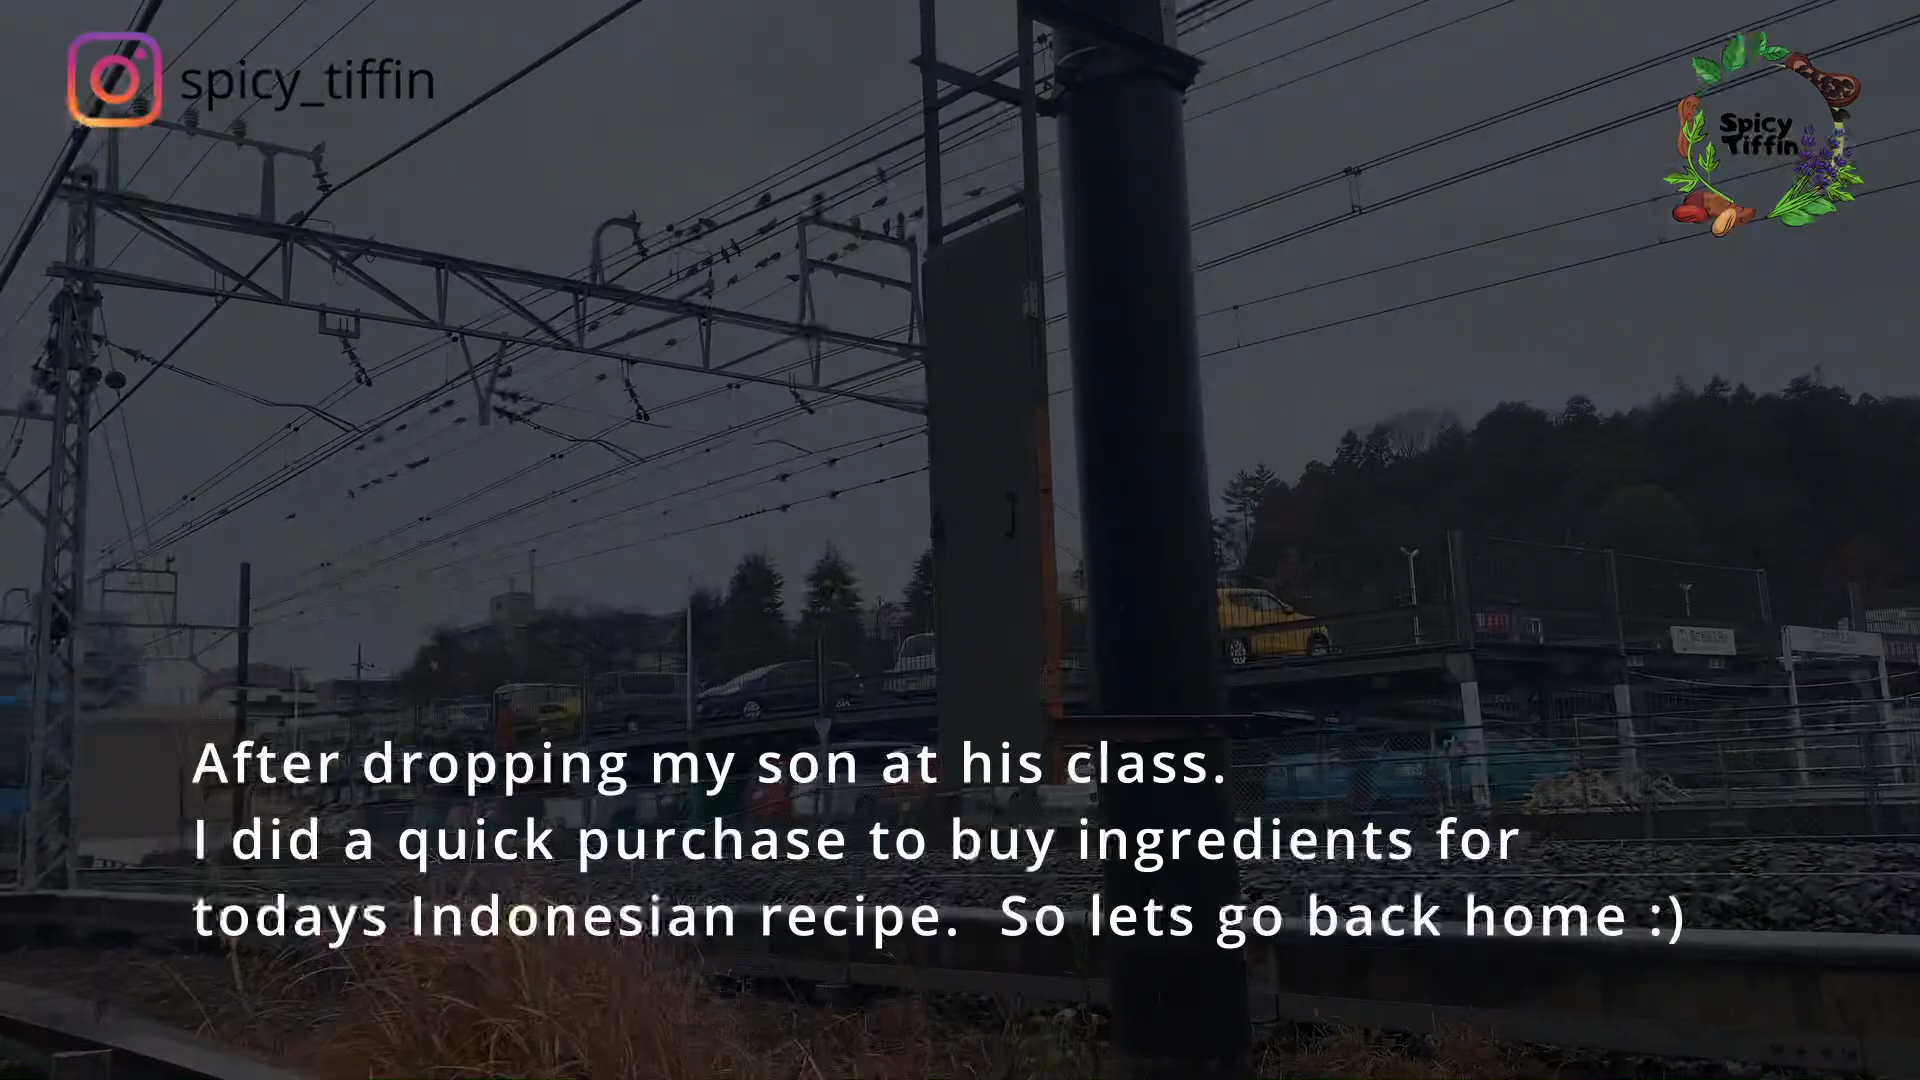 spicy_tiffin
Spicy
Tiffin
After dropping my son at his class.
I did a quick purchase to buy ingredients for
todays Indonesian recipe.  So lets go back home :)